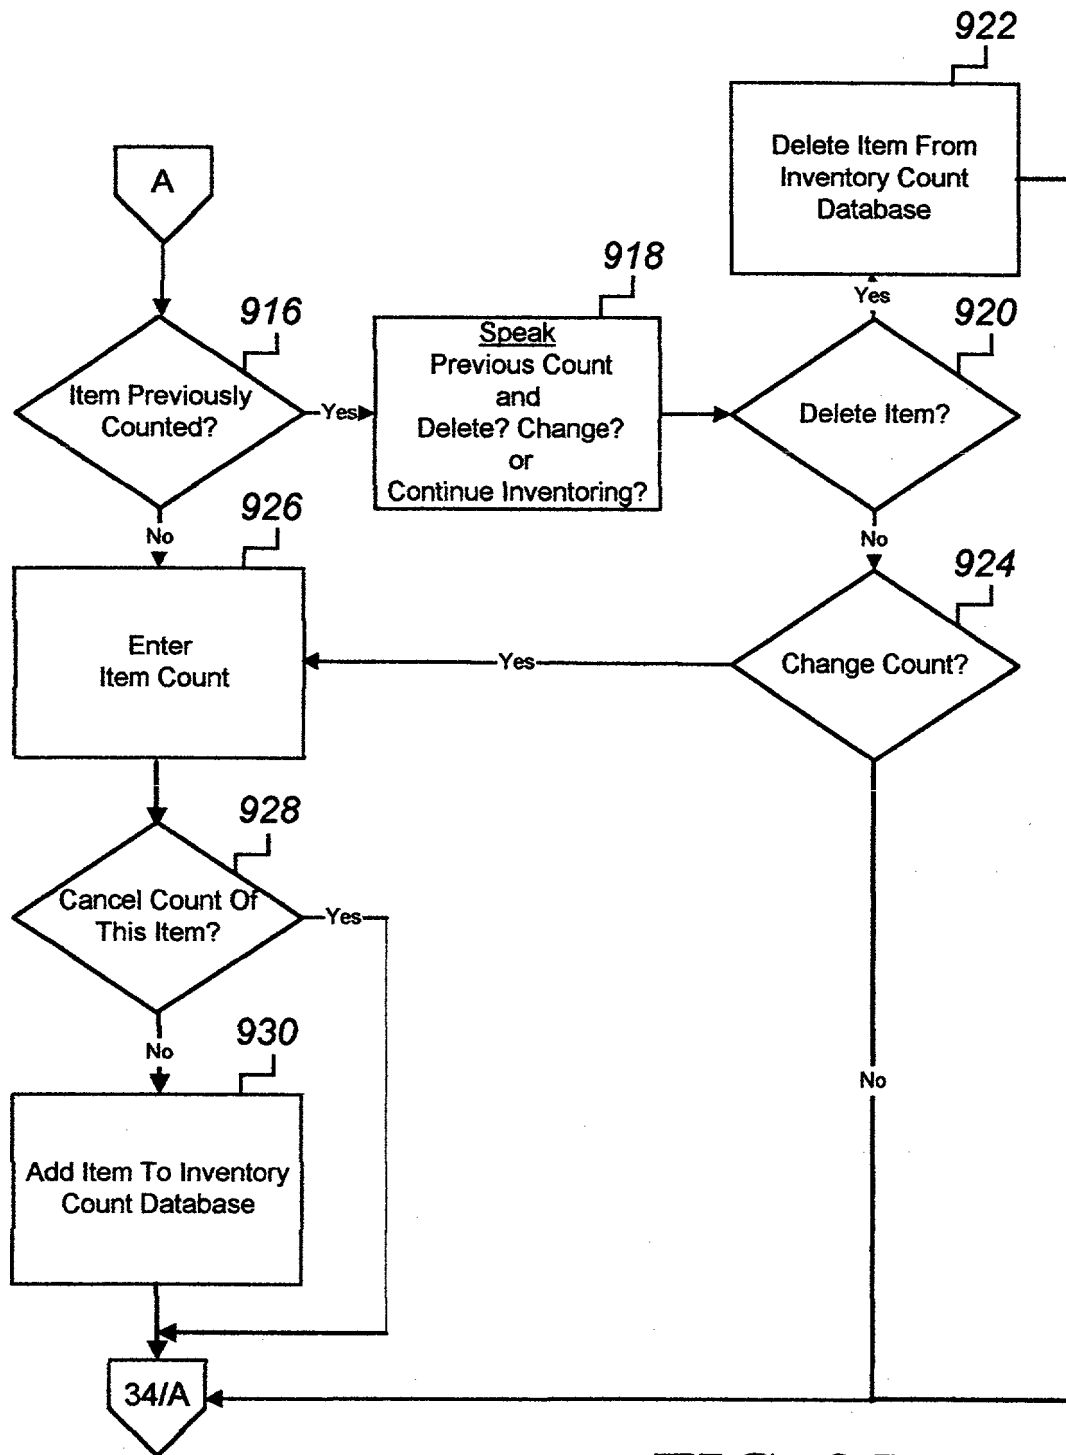 922
Delete Item From
Inventory Count
Database
A
918
Yes
916
Speak
Previous Count
and
Delete? Change?
or
Continue Inventoring?
920
Item Previously
Counted?
Yes
Delete Item?
No
926
No
924
Enter
Item Count
Yes
Change Count?
928
Cancel Count Of
This Item?
Yes
No
930
No
Add Item To Inventory
Count Database
34/A